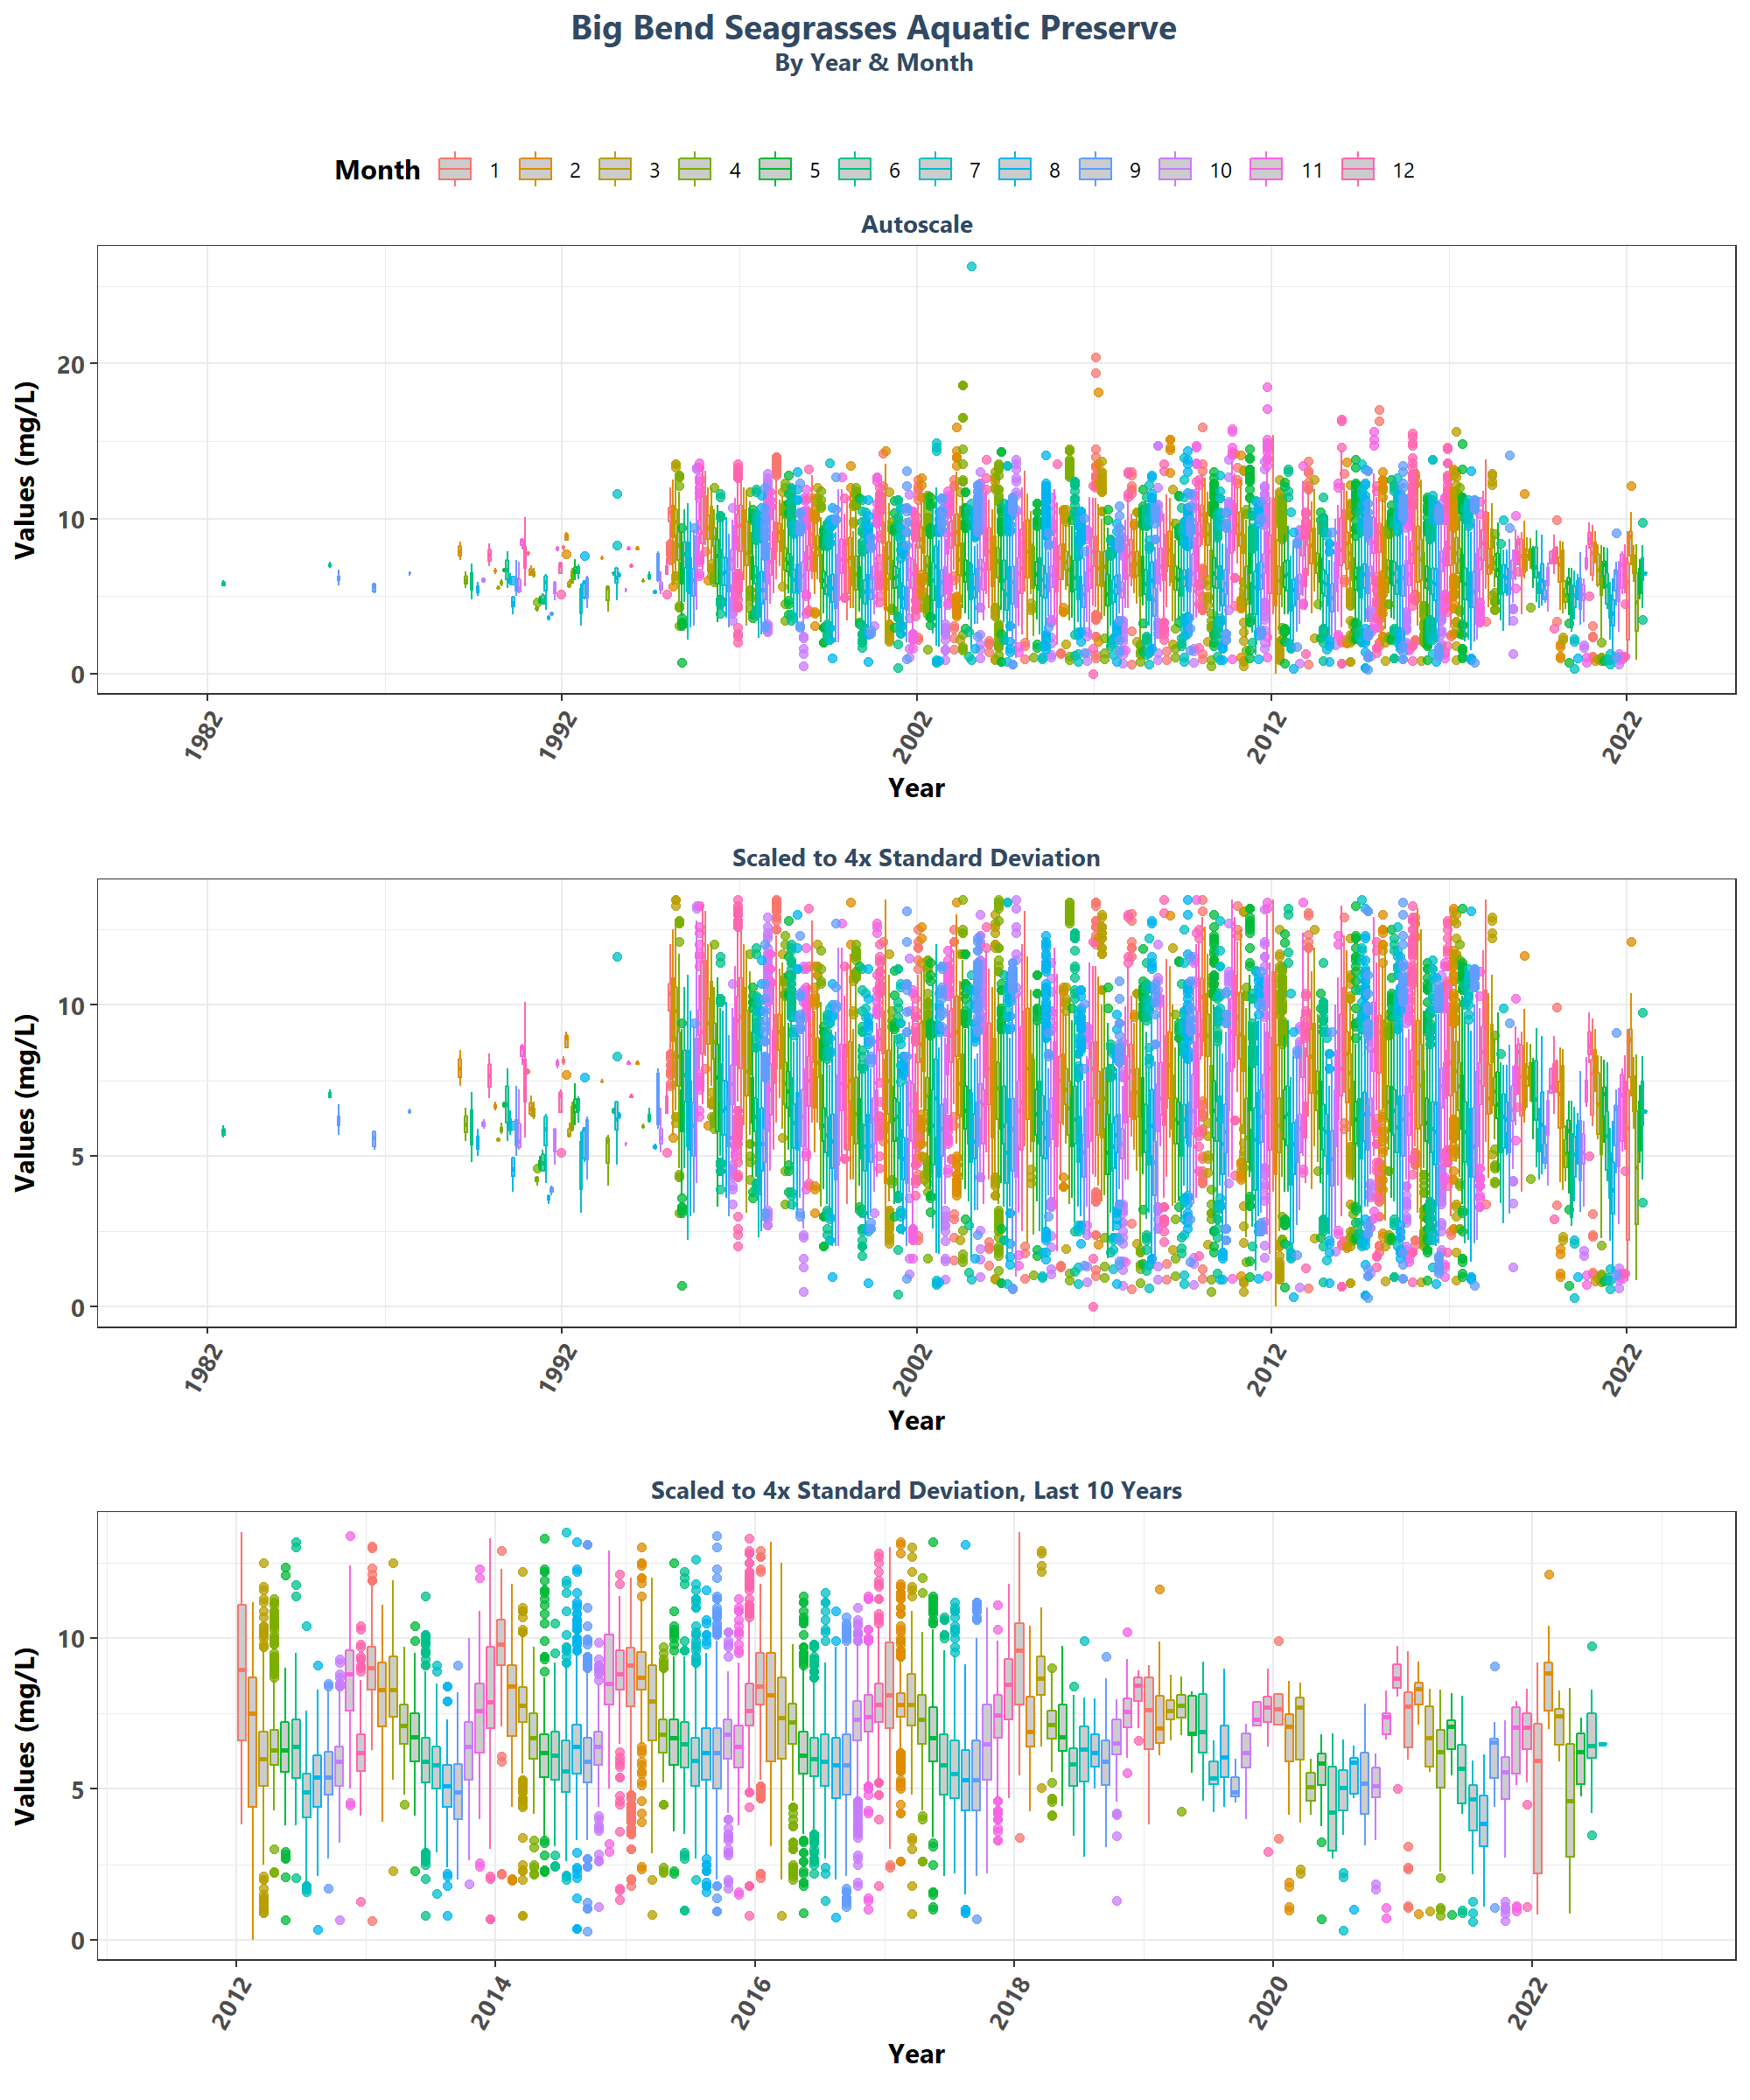 Big Bend Seagrasses Aquatic Preserve
By Year & Month
Month 1 2 3 4 5 6 7 8 9 10 11 12
Autoscale
Values (mg/L)
20
10
0
1982 1992 2002 2012 2022
Year
Scaled to 4x Standard Deviation
Values (mg/L)
10
5
0
1982 1992 2002 2012 2022
Year
Scaled to 4x Standard Deviation, Last 10 Years
Values (mg/L)
10
5
0
2012 2014 2016 2018 2020 2022
Year